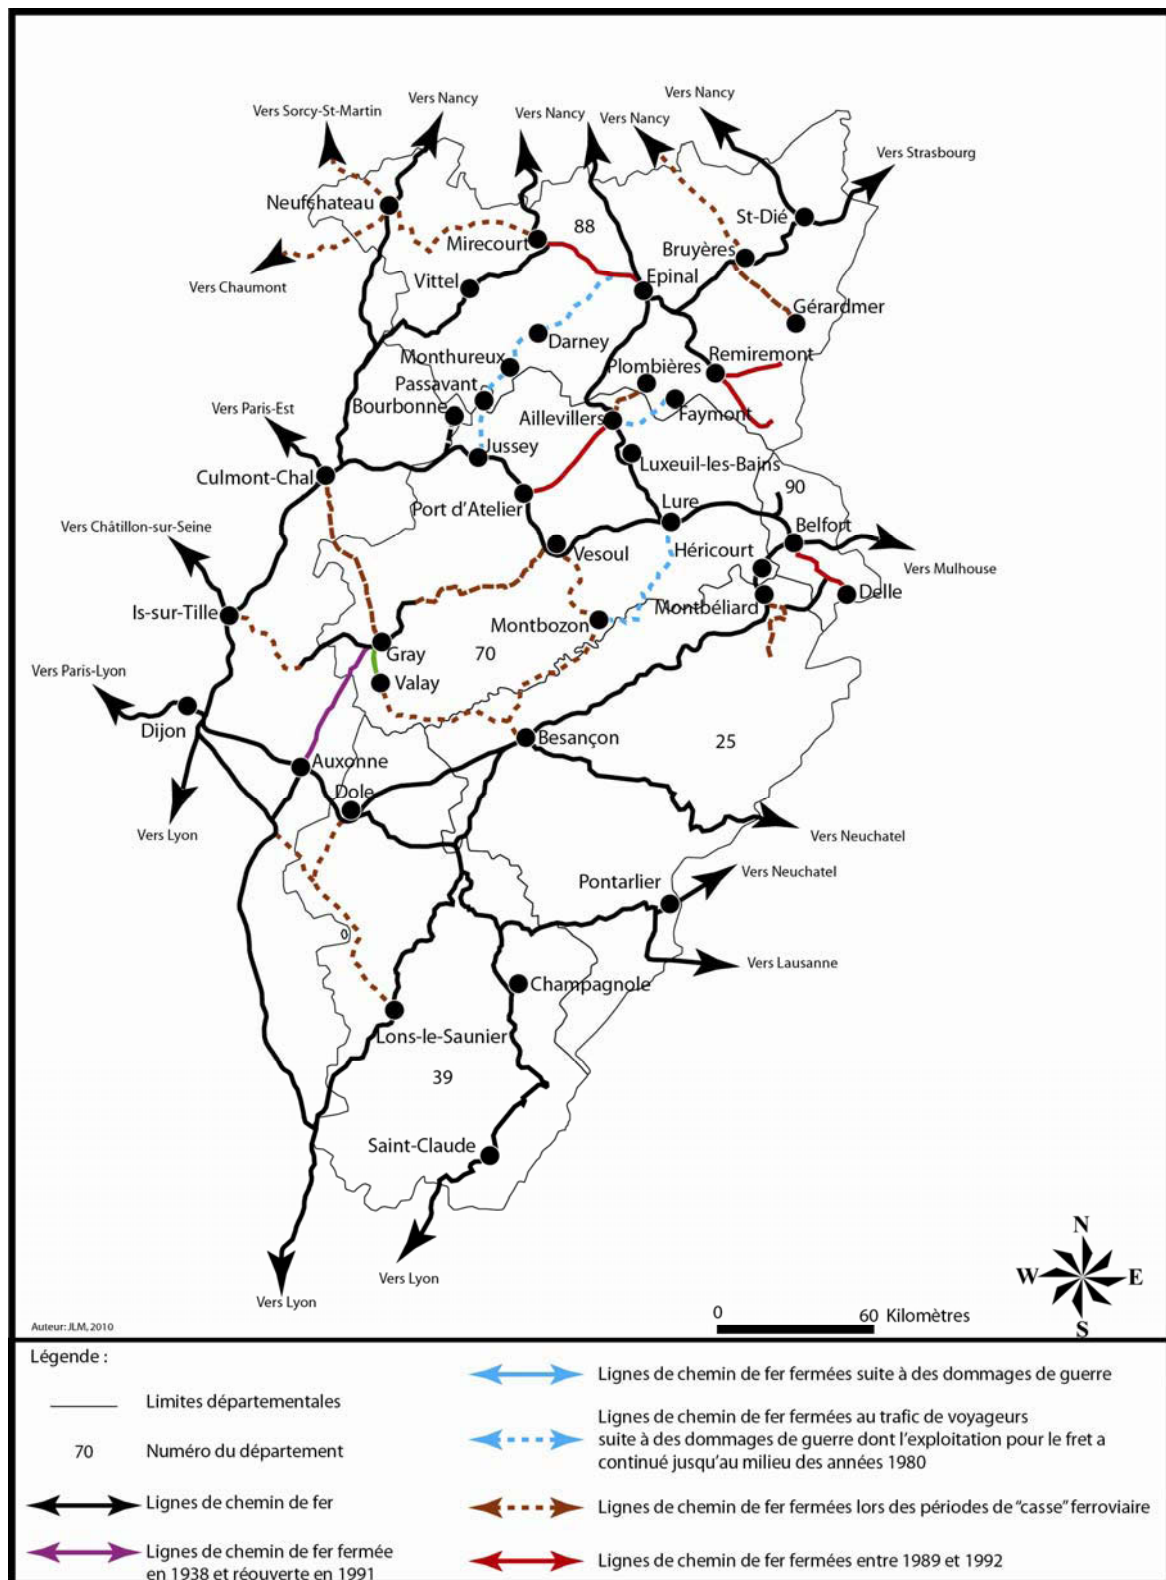 Vers Nancy
Vers Nancy
Vers Sorcy-St-Martin
Vers Nancy
Vers Nancy
Vers Strasbourg
Neufchateau
St-Dié
88
Mirecourt
Bruyères
Vittel
Epinal
Vers Chaumont
Gérardmer
Darney
Monthureux
Plombières
Remiremont
Passavant
Bourbonne
Vers Paris-Est
Aillevillers
Faymont
Jussey
Luxeuil-les-Bains
Culmont-Chal
90
Port d'Atelier
Lure
Vers Châtillon-sur-Seine
Belfort
Vesoul
Héricourt
Vers Mulhouse
Delle
Is-sur-Tille
Montbéliard
Montbozon
Gray
70
Vers Paris-Lyon
Valay
Dijon
Besançon
25
Auxonne
Dole
Vers Lyon
Vers Neuchatel
Vers Neuchatel
Pontarlier
Vers Lausanne
Champagnole
Lons-le-Saunier
39
Saint-Claude
Vers Lyon
Vers Lyon
N
W E
S
0 60 Kilomètres
Auteur: JLM, 2010
Légende :
Limites départementales
70 Numéro du département
Lignes de chemin de fer
Lignes de chemin de fer fermée
en 1938 et réouverte en 1991
Lignes de chemin de fer fermées suite à des dommages de guerre
Lignes de chemin de fer fermées au trafic de voyageurs
suite à des dommages de guerre dont l'exploitation pour le fret a
continué jusqu'au milieu des années 1980
Lignes de chemin de fer fermées lors des périodes de "casse" ferroviaire
Lignes de chemin de fer fermées entre 1989 et 1992